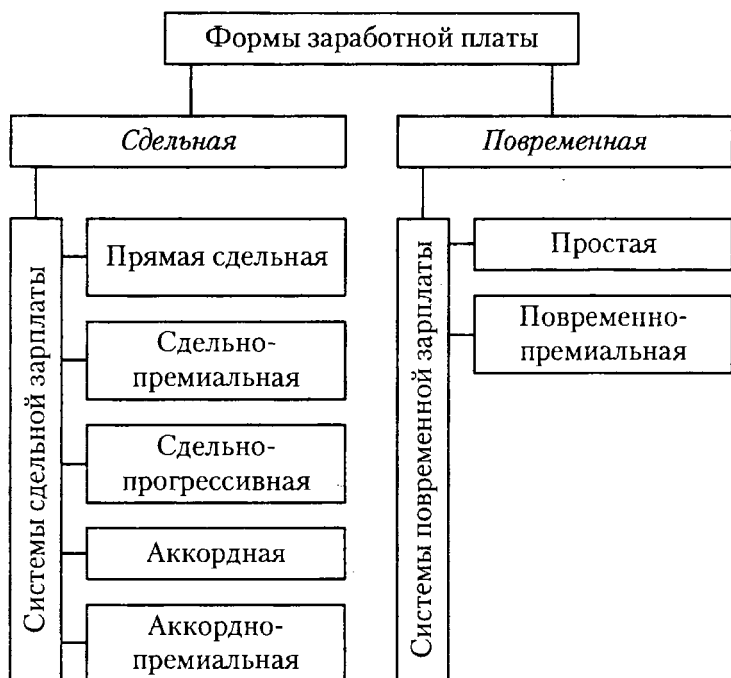 Формы заработной платы
Сдельная
Повременная
Системы сдельной зарплаты
Прямая сдельная
Сдельно-
премиальная
Сдельно-
прогрессивная
Аккордная
Аккордно-
премиальная
Системы повременной зарплаты
Простая
Повременно-
премиальная